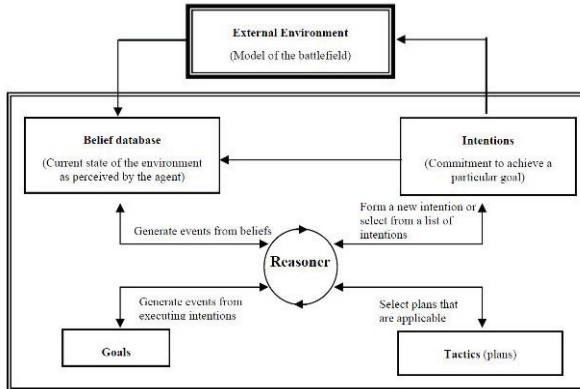 External Environment
(Model of the battlefield)
Belief database
(Current state of the environment
as perceived by the agent)
Intentions
(Commitment to achieve a
particular goal)
Generate events from beliefs
Form a new intention or
select from a list of
intentions
Reasoner
Generate events from
executing intentions
Select plans that
are applicable
Goals
Tactics (plans)